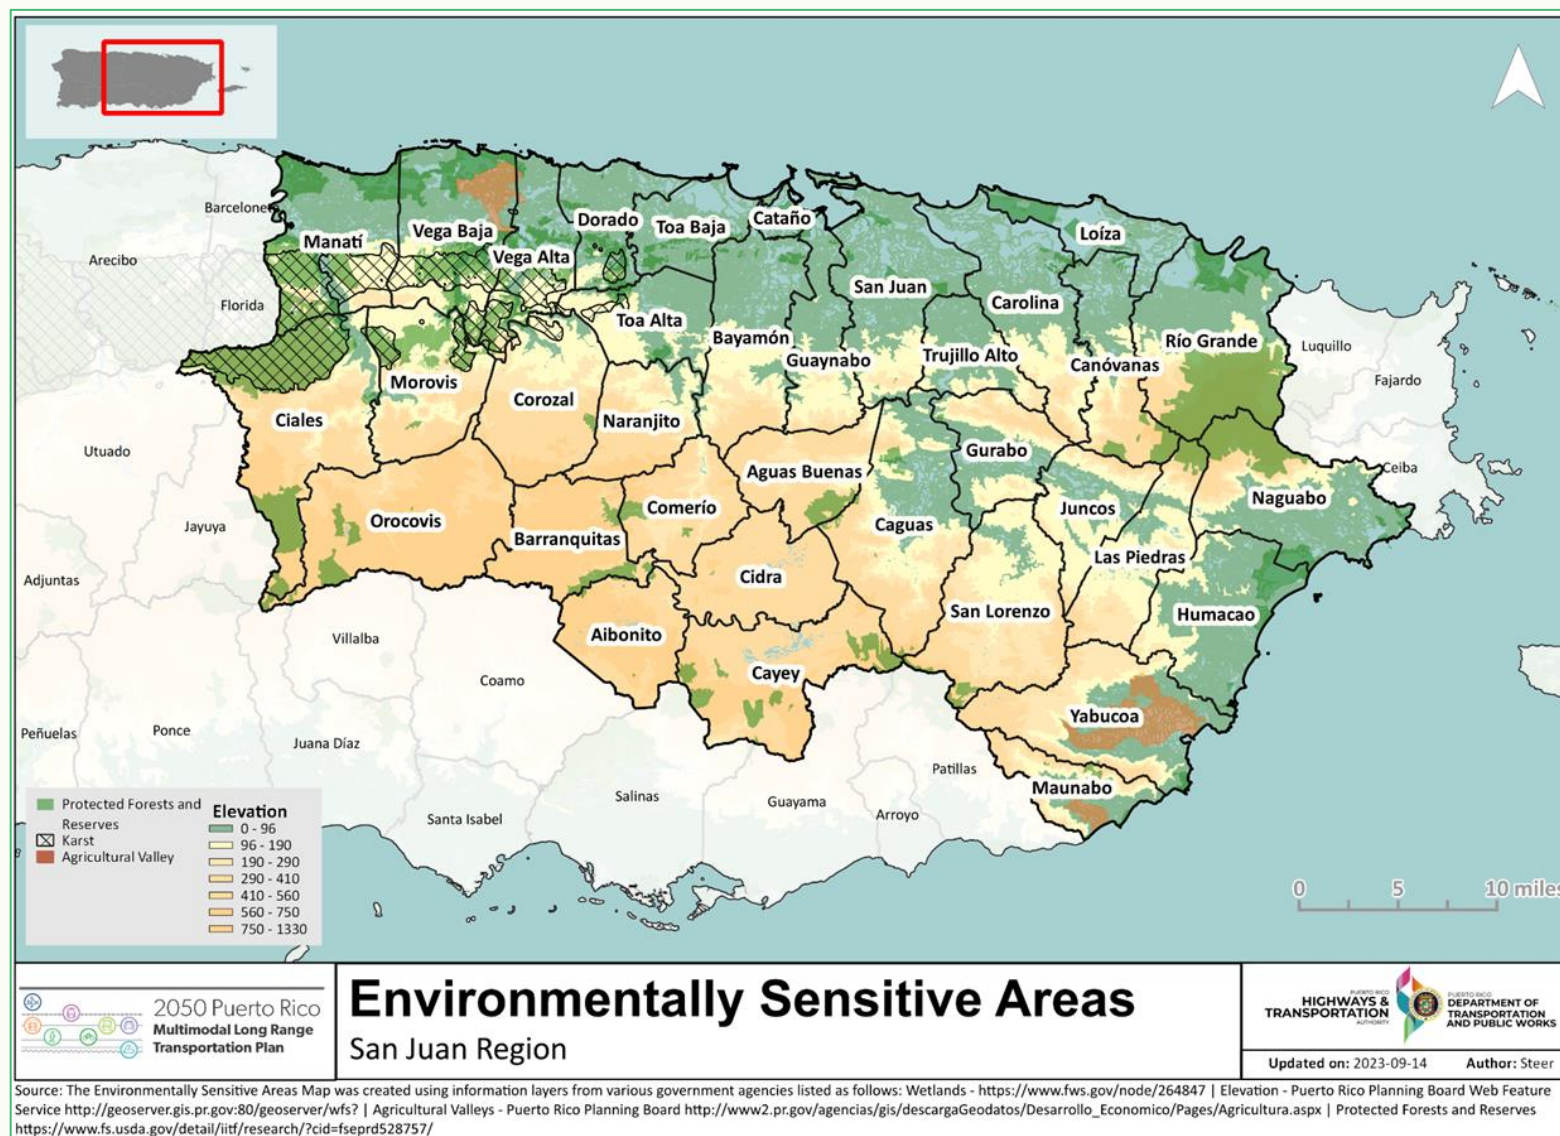 Barceloneta
Arecibo
Florida
Manatí
Vega Baja
Vega Alta
Dorado
Toa Baja
Cataño
Loíza
San Juan
Carolina
Toa Alta
Bayamón
Guaynabo
Trujillo Alto
Canóvanas
Río Grande
Luquillo
Fajardo
Morovis
Corozal
Ciales
Naranjito
Utuado
Aguas Buenas
Gurabo
Ceiba
Naguabo
Jayuya
Orocovis
Comerío
Juncos
Barranquitas
Caguas
Las Piedras
Adjuntas
Cidra
San Lorenzo
Humacao
Villalba
Aibonito
Coamo
Cayey
Peñuelas
Ponce
Juana Díaz
Yabucoa
Patillas
Maunabo
Salinas
Guayama
Arroyo
Santa Isabel
Protected Forests and
Reserves
Karst
Agricultural Valley
Elevation
0 - 96
96 - 190
190 - 290
290 - 410
410 - 560
560 - 750
750 - 1330
0 5 10 miles
2050 Puerto Rico
Multimodal Long Range
Transportation Plan
Environmentally Sensitive Areas
San Juan Region
PUERTO RICO
HIGHWAYS &
TRANSPORTATION
AUTHORITY
PUERTO RICO
DEPARTMENT OF
TRANSPORTATION
AND PUBLIC WORKS
Updated on: 2023-09-14 Author: Steer
Source: The Environmentally Sensitive Areas Map was created using information layers from various government agencies listed as follows: Wetlands - https://www.fws.gov/node/264847 | Elevation - Puerto Rico Planning Board Web Feature
Service http://geoserver.gis.pr.gov:80/geoserver/wfs? | Agricultural Valleys - Puerto Rico Planning Board http://www2.pr.gov/agencias/gis/descargaGeodatos/Desarrollo_Economico/Pages/Agricultura.aspx | Protected Forests and Reserves
https://www.fs.usda.gov/detail/iitf/research/?cid=fseprd528757/